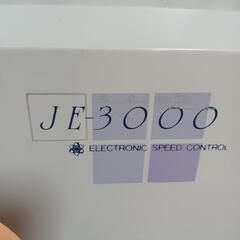 JE-3000
ELECTRONIC SPEED CONTROL